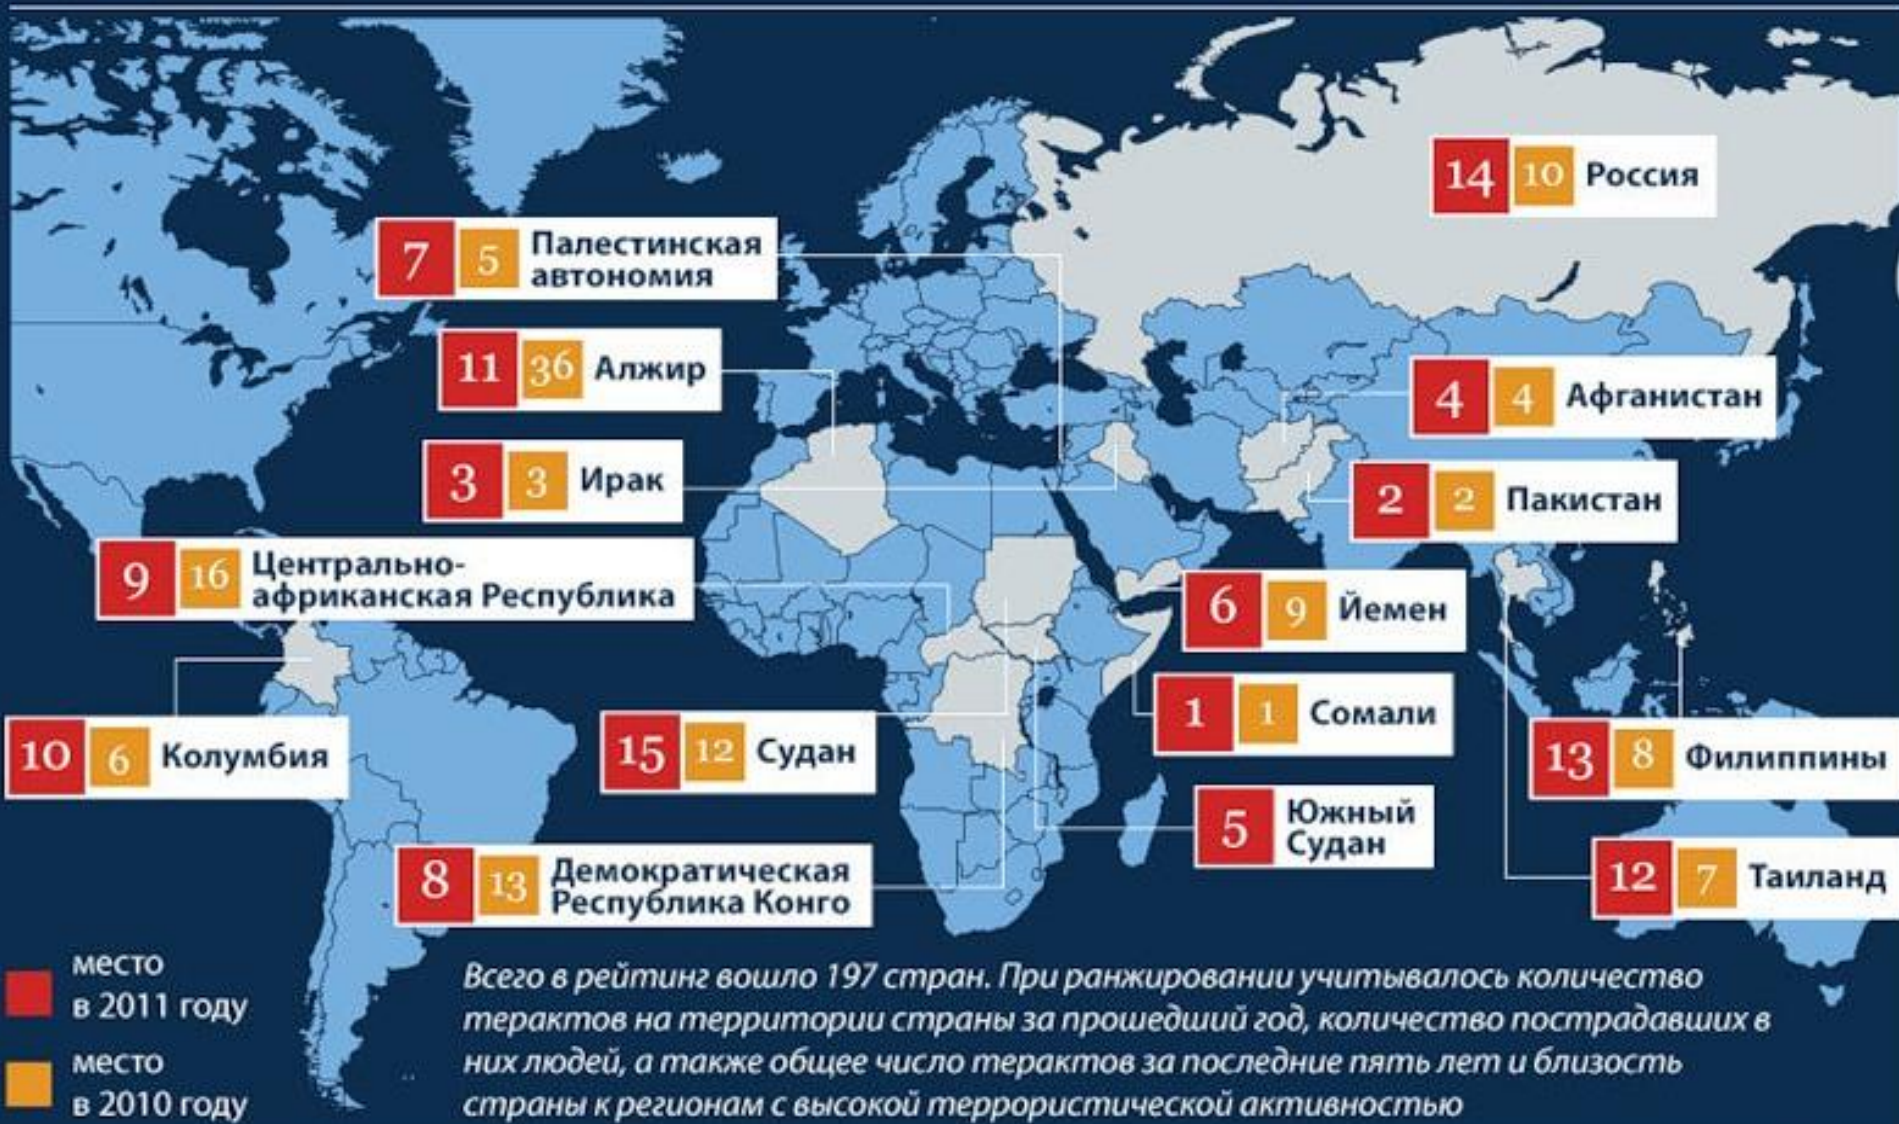 14 10 Россия
7 5 Палестинская
автономия
11 36 Алжир
4 4 Афганистан
3 3 Ирак
2 2 Пакистан
9 16 Центрально-
африканская Республика
6 9 Йемен
1 1 Сомали
10 6 Колумбия
15 12 Судан
13 8 Филиппины
5 Южный
Судан
8 13 Демократическая
Республика Конго
12 7 Таиланд
место
в 2011 году
место
в 2010 году
Всего в рейтинг вошло 197 стран. При ранжировании учитывалось количество
терактов на территории страны за прошедший год, количество пострадавших в
них людей, а также общее число терактов за последние пять лет и близость
страны к регионам с высокой террористической активностью